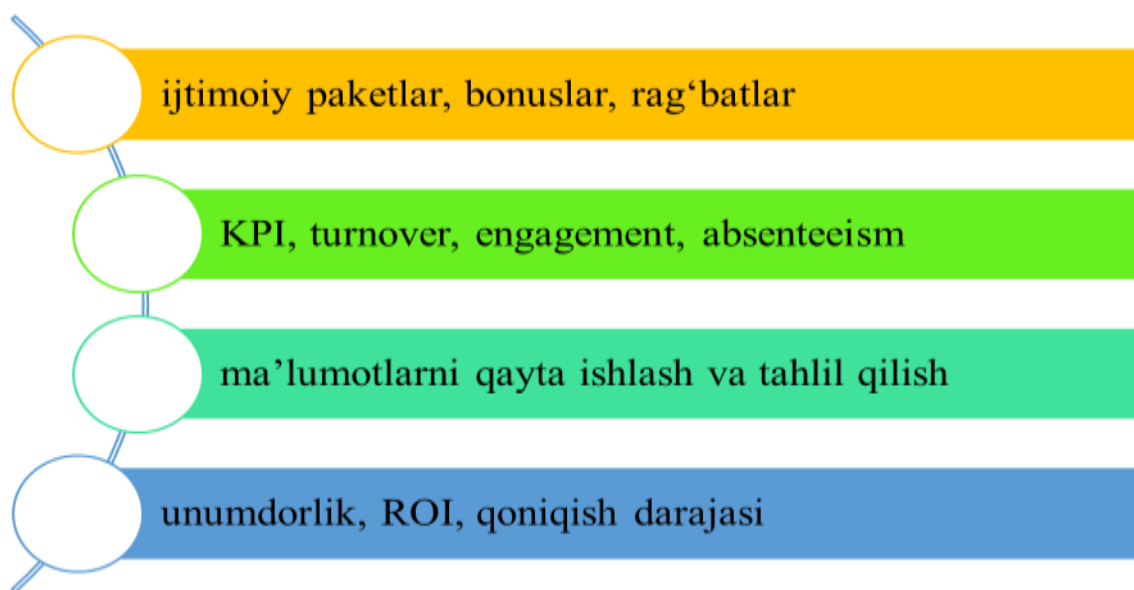 ijtimoiy paketlar, bonuslar, rag‘batlar
KPI, turnover, engagement, absenteeism
ma’lumotlarni qayta ishlash va tahlil qilish
unumdorlik, ROI, qoniqish darajasi